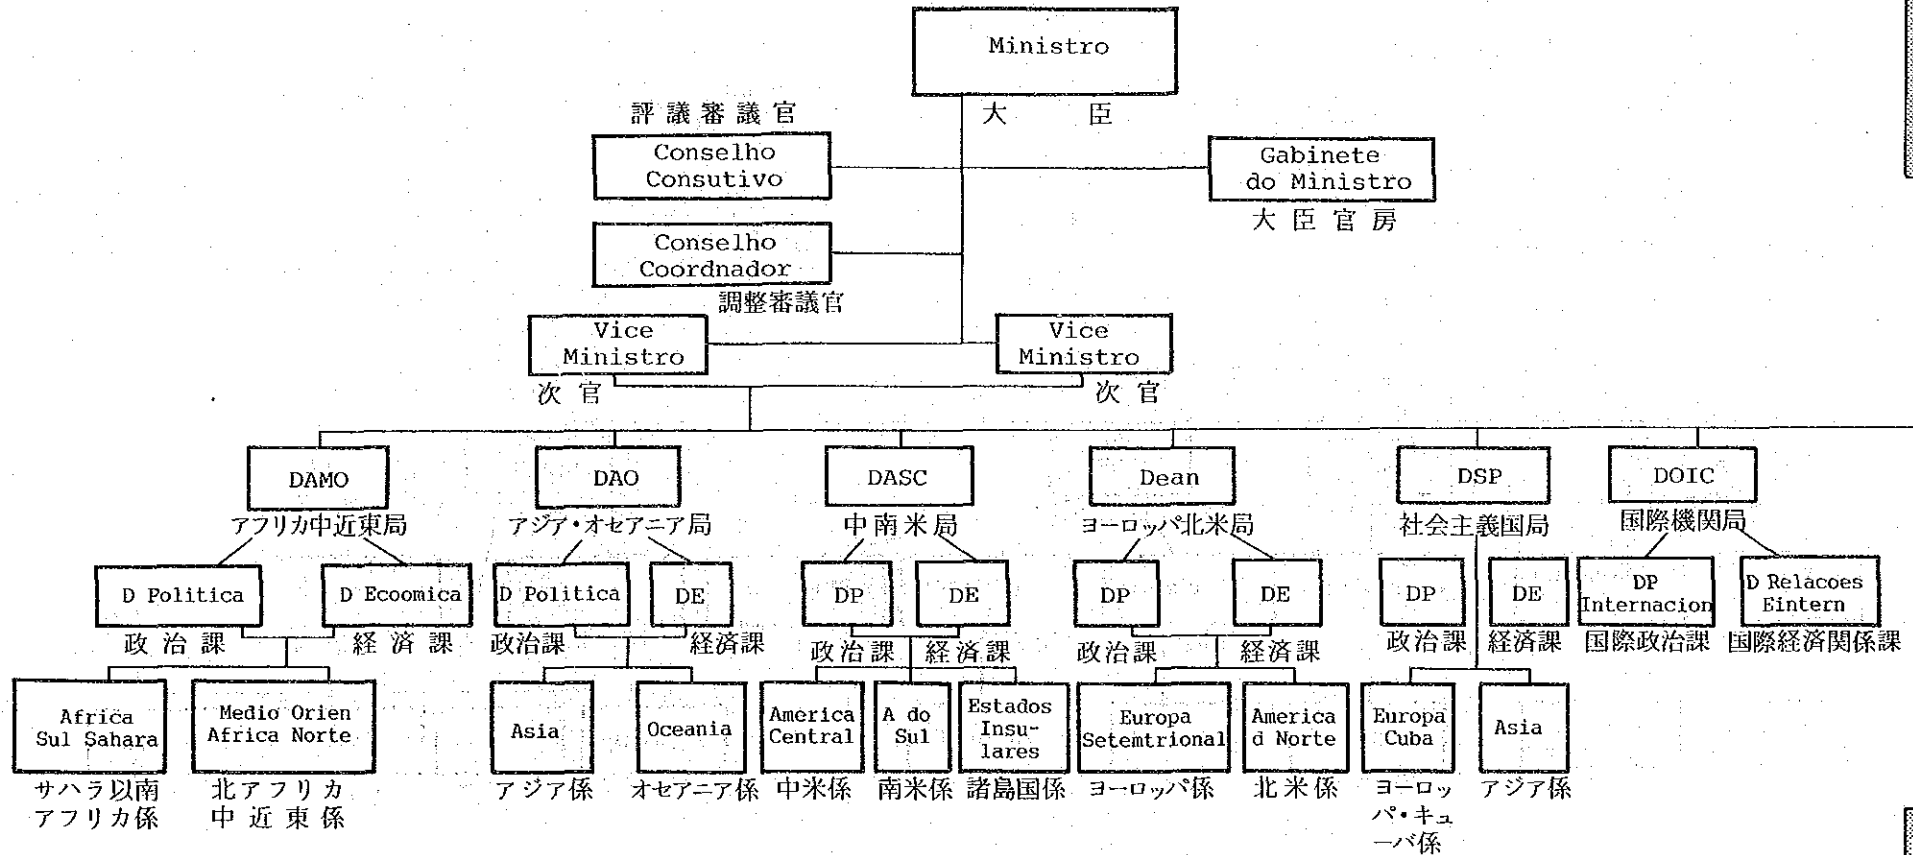 Ministro
大臣
評議審議官
Conselho
Consutivo
Gabinete
do Ministro
大臣官房
Conselho
Coordnador
調整審議官
Vice
Ministro
次官
Vice
Ministro
次官
DAMO
アフリカ中近東局
DAO
アジア・オセアニア局
DASC
中南米局
Dean
ヨーロッパ北米局
DSP
社会主義国局
DOIC
国際機関局
D Politica
政治課
D Ecoomica
経済課
D Politica
政治課
DE
経済課
DP
政治課
DE
経済課
DP
政治課
DE
経済課
DP
政治課
DE
経済課
DP
Internacion
国際政治課
D Relacoes
Eintern
国際経済関係課
Africa
Sul Sahara
サハラ以南
アフリカ係
Medio Orien
Africa Norte
北アフリカ
中近東係
Asia
アジア係
Oceania
オセアニア係
America
Central
中米係
A do
Sul
南米係
Estados
Insu-
lares
諸島国係
Europa
Setemtrional
ヨーロッパ係
America
d Norte
北米係
Europa
Cuba
ヨーロッ
パ・キュ
ーバ係
Asia
アジア係